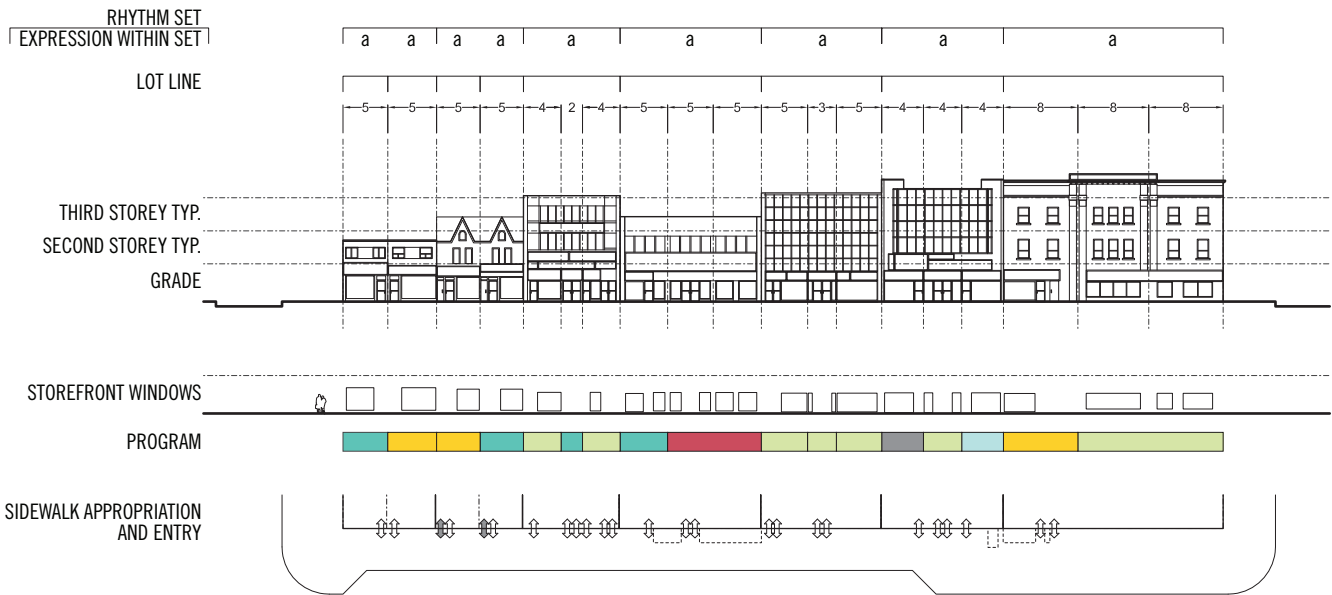 RHYTHM SET
EXPRESSION WITHIN SET
a a a a a a a a a
LOT LINE
5 5 5 5 4 2 4 5 5 5 5 3 5 4 4 4 8 8 8
THIRD STOREY TYP.
SECOND STOREY TYP.
GRADE
STOREFRONT WINDOWS
PROGRAM
SIDEWALK APPROPRIATION
AND ENTRY